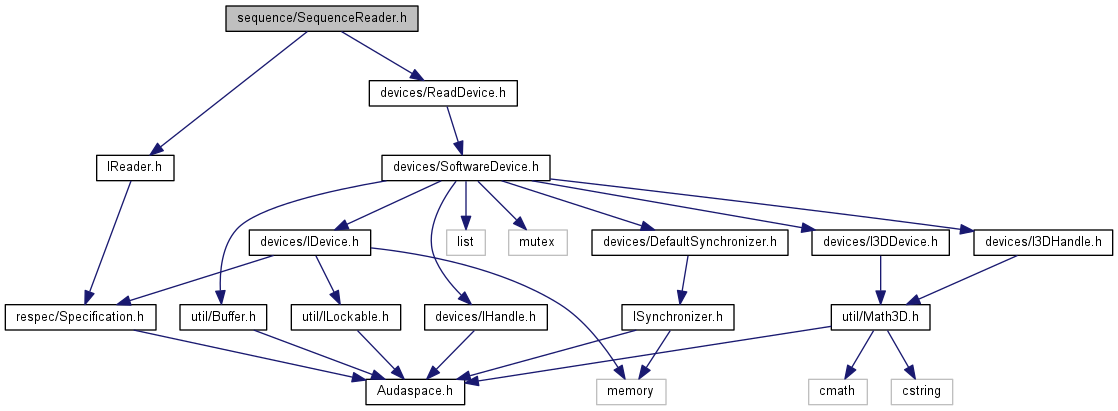 sequence/SequenceReader.h
devices/ReadDevice.h
IReader.h
devices/SoftwareDevice.h
devices/IDevice.h
list
mutex
devices/DefaultSynchronizer.h
devices/I3DDevice.h
devices/I3DHandle.h
respec/Specification.h
util/Buffer.h
util/ILockable.h
devices/IHandle.h
ISynchronizer.h
util/Math3D.h
Audaspace.h
memory
cmath
cstring